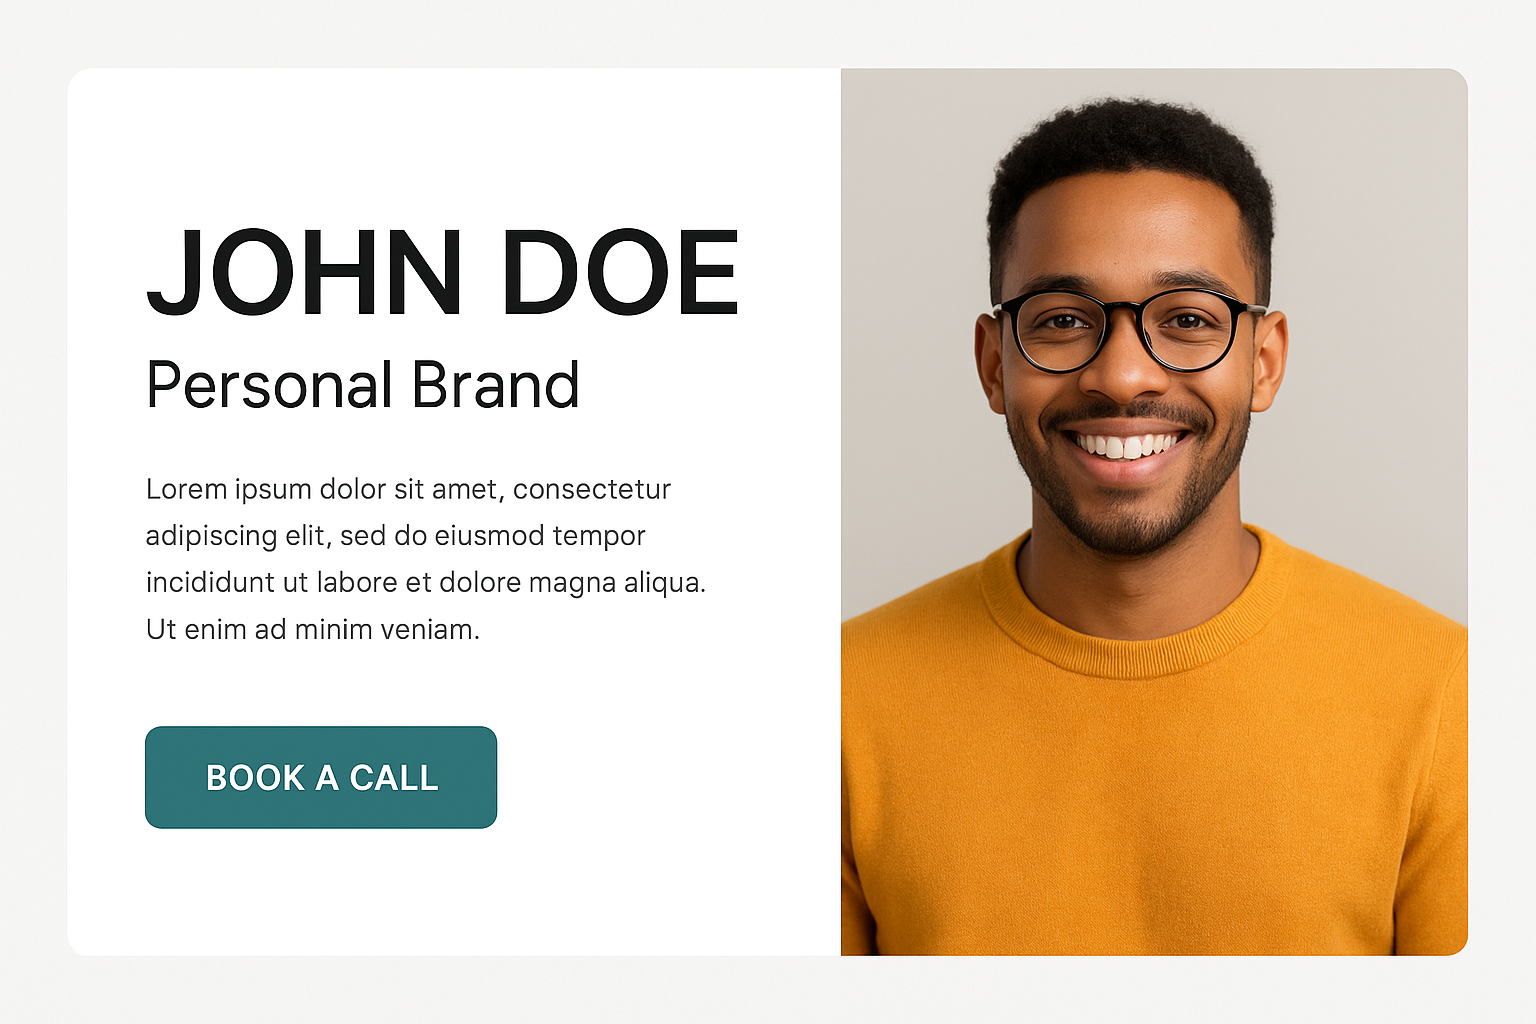 JOHN DOE
Personal Brand
Lorem ipsum dolor sit amet, consectetur
adipiscing elit, sed do eiusmod tempor
incididunt ut labore et dolore magna aliqua.
Ut enim ad minim veniam.
BOOK A CALL